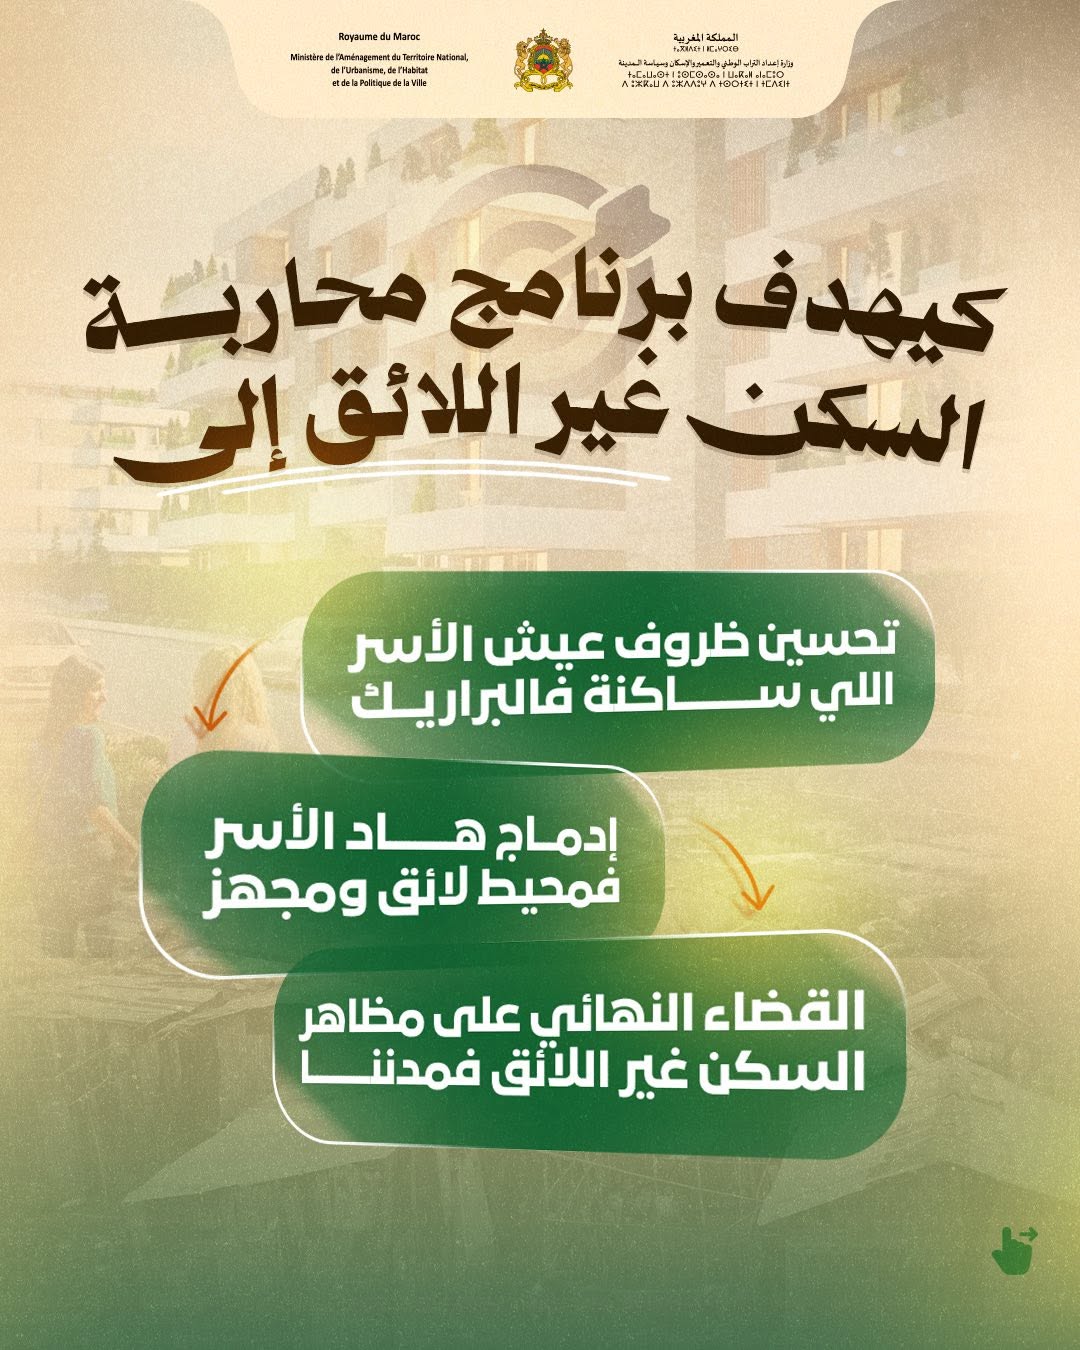 Royaume du Maroc
Ministère de l'Aménagement du Territoire National,
de l'Urbanisme, de l'Habitat
et de la Politique de la Ville
المملكة المغربية
ⵜⴰⴳⵍⴷⵉⵜ ⵏ ⵍⵎⵖⵔⵉⴱ
وزارة إعداد التراب الوطني والتعمير والإسكان وسياسة المدينة
كيهدف برنامج محاربة
السكن غير اللائق إلى
تحسين ظروف عيش الأسر
اللي ساكنة فالبراريك
إدماج هاد الأسر
فمحيط لائق ومجهز
القضاء النهائي على مظاهر
السكن غير اللائق فمدننا